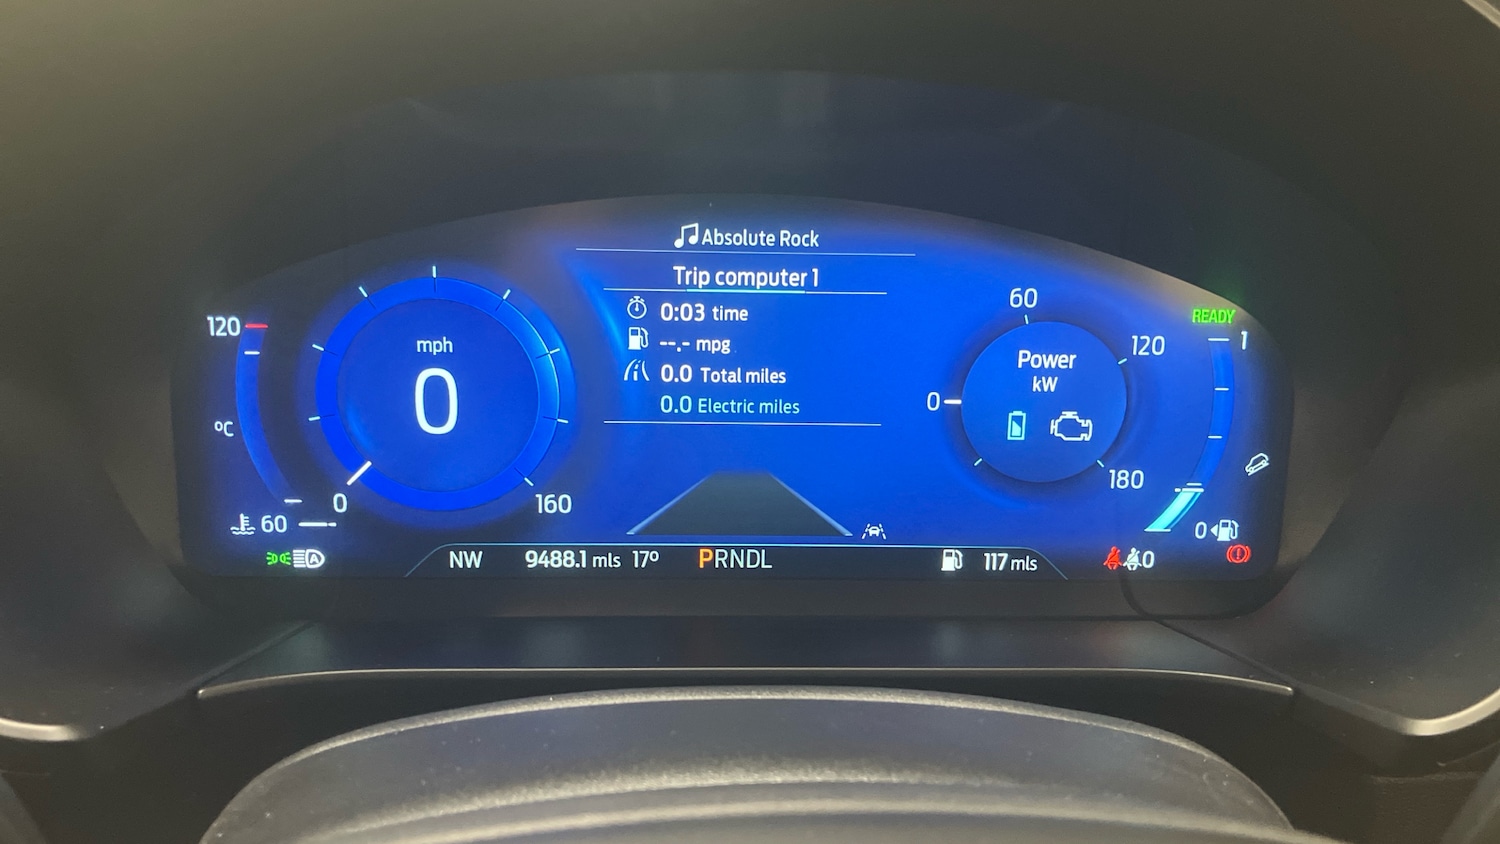 Absolute Rock
Trip computer 1
0:03 time
--.- mpg
0.0 Total miles
0.0 Electric miles
120
°C
60
mph
0
0
160
60
0
120
180
Power
kW
READY
1
0
A
NW 9488.1 mls 17° PRNDL 117 mls
0